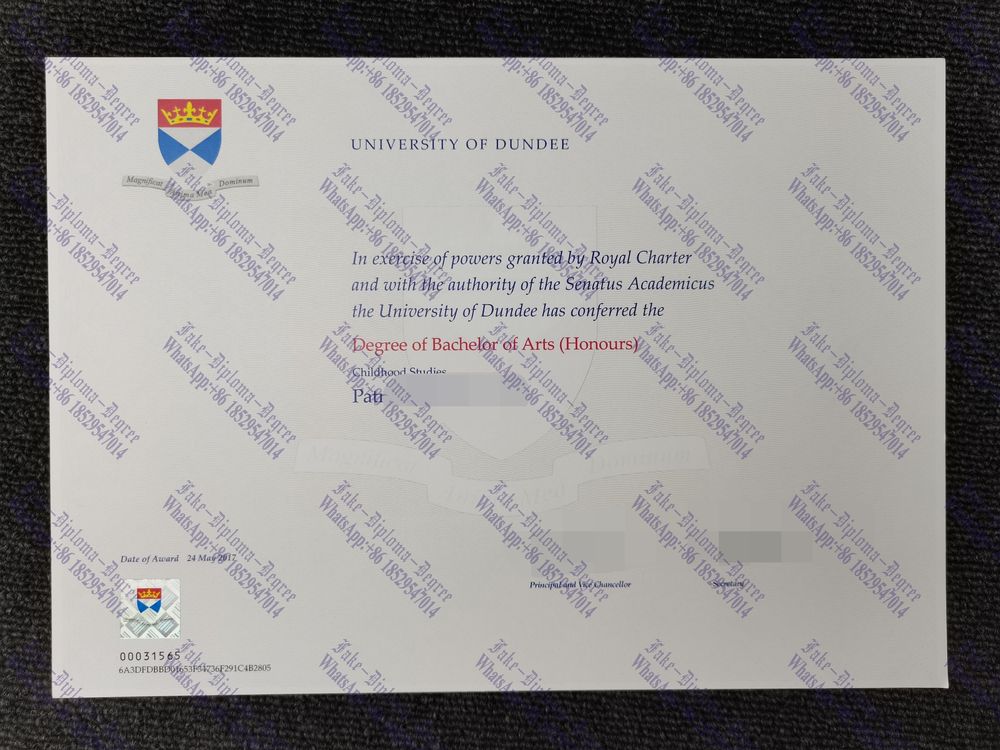 UNIVERSITY OF DUNDEE
Magnificat Anima Mea Dominum
In exercise of powers granted by Royal Charter
and with the authority of the Senatus Academicus
the University of Dundee has conferred the
Degree of Bachelor of Arts (Honours)
Childhood Studies
Magnificat Dominum
Date of Award 24 May 2017
Principal and Vice Chancellor Secretary
00031565
Fake-Diploma-Degree
WhatsApp:+86 18529547014